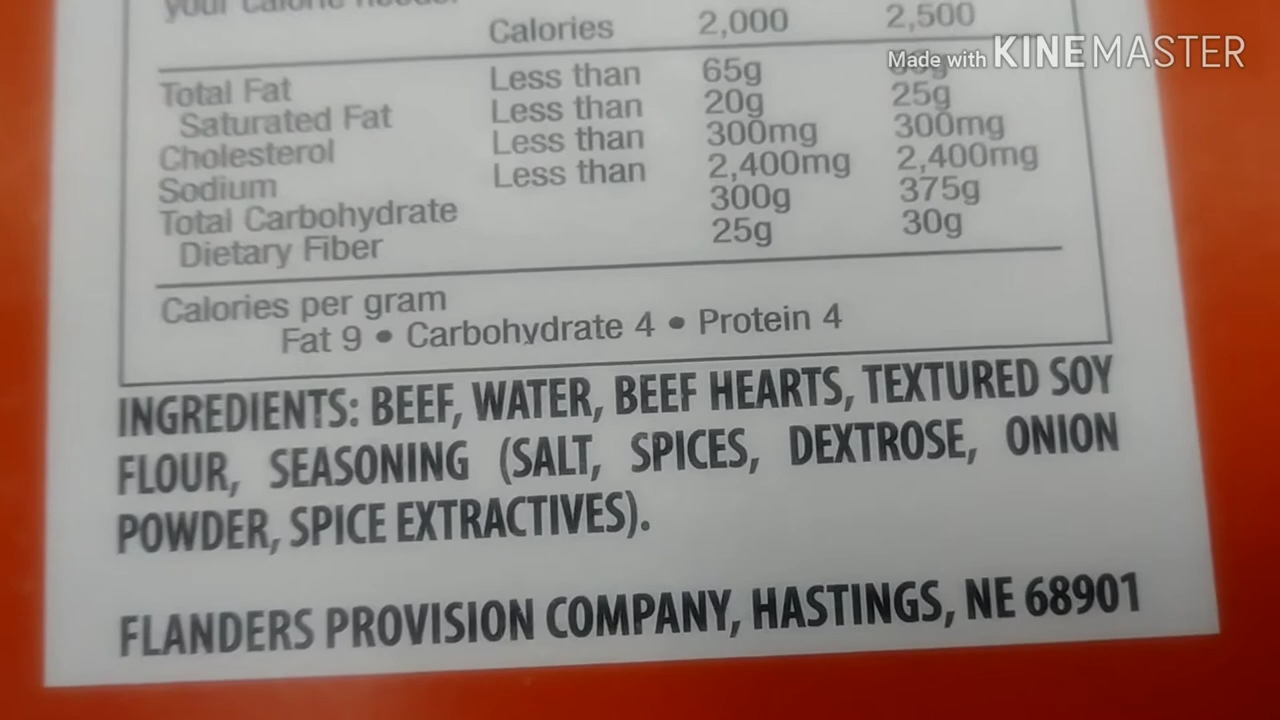 your calorie needs:
Calories 2,000 2,500
Made with KINEMASTER
Total Fat Less than 65g
Saturated Fat Less than 20g 25g
Cholesterol Less than 300mg 300mg
Sodium Less than 2,400mg 2,400mg
Total Carbohydrate 300g 375g
Dietary Fiber 25g 30g
Calories per gram
Fat 9 • Carbohydrate 4 • Protein 4
INGREDIENTS: BEEF, WATER, BEEF HEARTS, TEXTURED SOY
FLOUR, SEASONING (SALT, SPICES, DEXTROSE, ONION
POWDER, SPICE EXTRACTIVES).
FLANDERS PROVISION COMPANY, HASTINGS, NE 68901